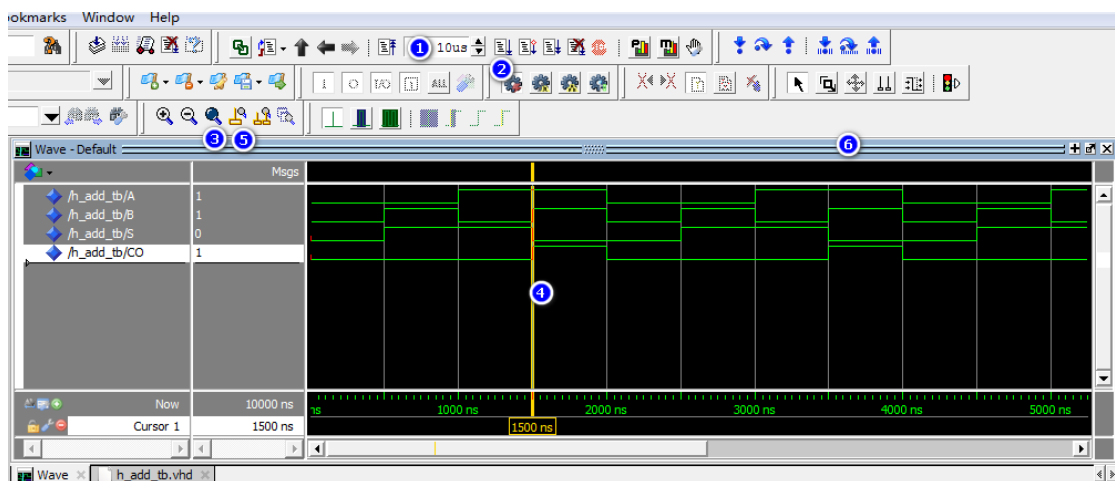 ookmarks Window Help
1 10us
2
I O I/O ALL
3 5
6
Wave - Default
Msgs
/h_add_tb/A 1
/h_add_tb/B 1
/h_add_tb/S 0
/h_add_tb/CO 1
4
Now 10000 ns ns 1000 ns 2000 ns 3000 ns 4000 ns 5000 ns
Cursor 1 1500 ns 1500 ns
Wave h_add_tb.vhd